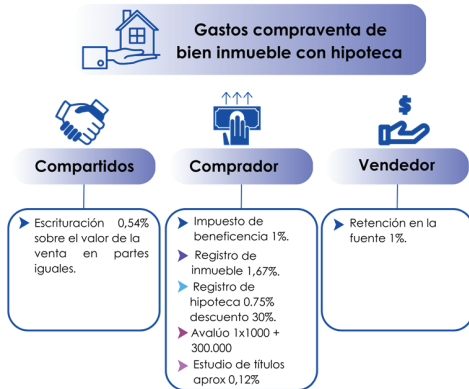 Gastos compraventa de
bien inmueble con hipoteca
$
Compartidos
Comprador
Vendedor
Escrituración 0,54%
sobre el valor de la
venta en partes
iguales.
Impuesto de
beneficencia 1%.
Registro de
inmueble 1,67%.
Registro de
hipoteca 0.75%
descuento 30%.
Avalúo 1x1000 +
300.000
Estudio de títulos
aprox 0,12%
Retención en la
fuente 1%.